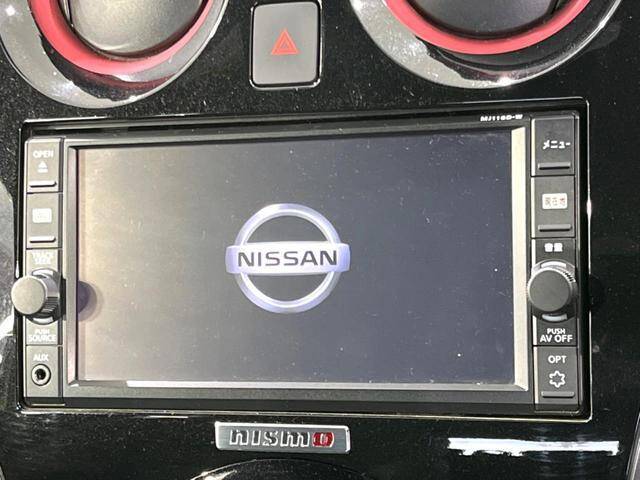 MJ116D-W
OPEN
メニュー
現在地
TRACK
SEEK
音量
NISSAN
PUSH
SOURCE
PUSH
AV OFF
AUX
OPT
nismo